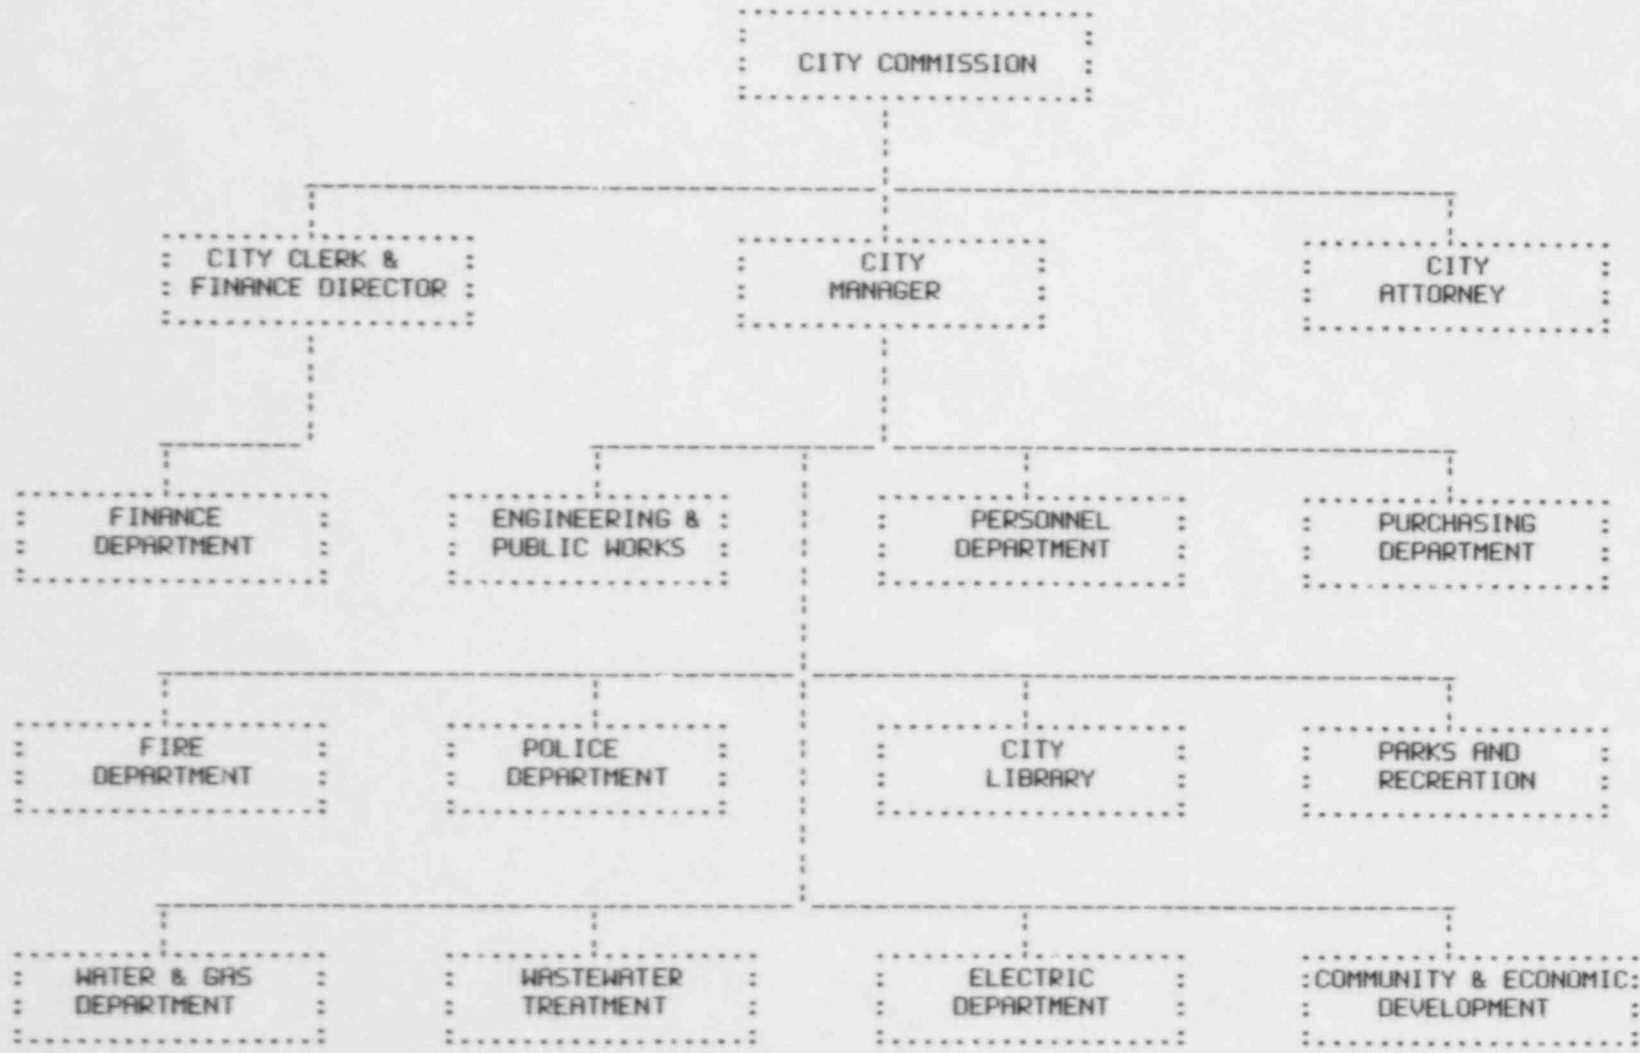 CITY COMMISSION
CITY CLERK &
FINANCE DIRECTOR
CITY
MANAGER
CITY
ATTORNEY
FINANCE
DEPARTMENT
ENGINEERING &
PUBLIC WORKS
PERSONNEL
DEPARTMENT
PURCHASING
DEPARTMENT
FIRE
DEPARTMENT
POLICE
DEPARTMENT
CITY
LIBRARY
PARKS AND
RECREATION
WATER & GAS
DEPARTMENT
WASTEWATER
TREATMENT
ELECTRIC
DEPARTMENT
COMMUNITY & ECONOMIC
DEVELOPMENT